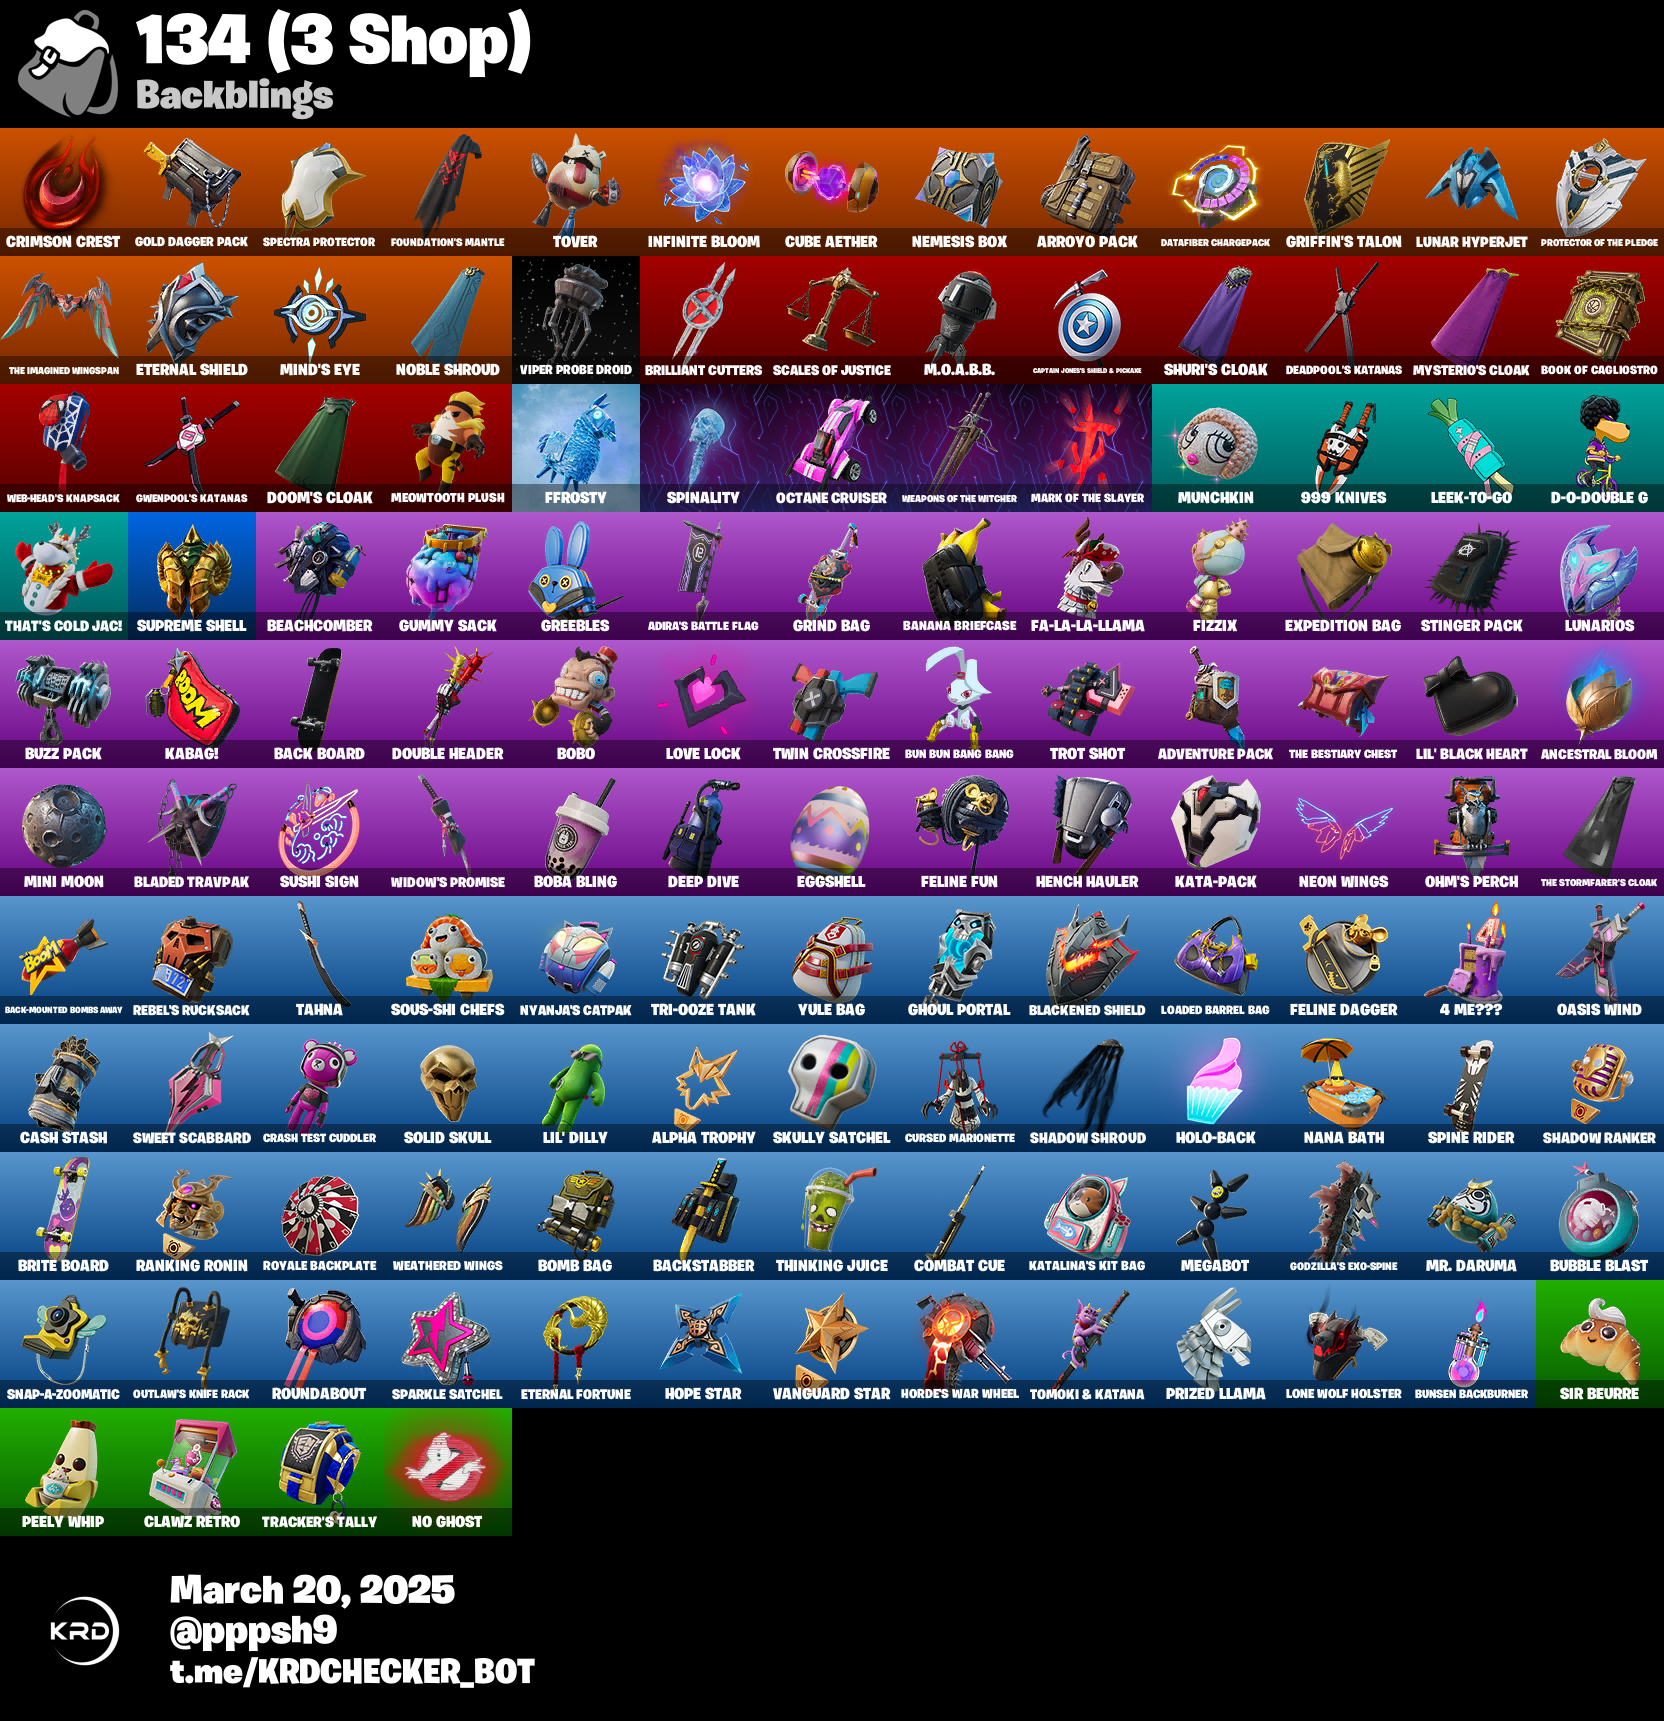 134 (3 Shop)
Backblings
CRIMSON CREST GOLD DAGGER PACK SPECTRA PROTECTOR FOUNDATION'S MANTLE TOVER INFINITE BLOOM CUBE AETHER NEMESIS BOX ARROYO PACK DATAFIBER CHARGEPACK GRIFFIN'S TALON LUNAR HYPERJET PROTECTOR OF THE PLEDGE
THE IMAGINED WINGSPAN ETERNAL SHIELD MIND'S EYE NOBLE SHROUD VIPER PROBE DROID BRILLIANT CUTTERS SCALES OF JUSTICE M.O.A.B.B. CAPTAIN JONES'S SHIELD & PICKAXE SHURI'S CLOAK DEADPOOL'S KATANAS MYSTERIO'S CLOAK BOOK OF CAGLIOSTRO
WEB-HEAD'S KNAPSACK GWENPOOL'S KATANAS DOOM'S CLOAK MEOWTOOTH PLUSH FFROSTY SPINALITY OCTANE CRUISER WEAPONS OF THE WITCHER MARK OF THE SLAYER MUNCHKIN 999 KNIVES LEEK-TO-GO D-O-DOUBLE G
THAT'S COLD JAC! SUPREME SHELL BEACHCOMBER GUMMY SACK GREEBLES ADIRA'S BATTLE FLAG GRIND BAG BANANA BRIEFCASE FA-LA-LA-LLAMA FIZZIX EXPEDITION BAG STINGER PACK LUNARIOS
BUZZ PACK KABAG! BACK BOARD DOUBLE HEADER BOBO LOVE LOCK TWIN CROSSFIRE BUN BUN BANG BANG TROT SHOT ADVENTURE PACK THE BESTIARY CHEST LIL' BLACK HEART ANCESTRAL BLOOM
MINI MOON BLADED TRAVPAK SUSHI SIGN WIDOW'S PROMISE BOBA BLING DEEP DIVE EGGSHELL FELINE FUN HENCH HAULER KATA-PACK NEON WINGS OHM'S PERCH THE STORMFARER'S CLOAK
BACK-MOUNTED BOMBS AWAY REBEL'S RUCKSACK TAHNA SOUS-SHI CHEFS NYANJA'S CATPAK TRI-OOZE TANK YULE BAG GHOUL PORTAL BLACKENED SHIELD LOADED BARREL BAG FELINE DAGGER 4 ME??? OASIS WIND
CASH STASH SWEET SCABBARD CRASH TEST CUDDLER SOLID SKULL LIL' DILLY ALPHA TROPHY SKULLY SATCHEL CURSED MARIONETTE SHADOW SHROUD HOLO-BACK NANA BATH SPINE RIDER SHADOW RANKER
BRITE BOARD RANKING RONIN ROYALE BACKPLATE WEATHERED WINGS BOMB BAG BACKSTABBER THINKING JUICE COMBAT CUE KATALINA'S KIT BAG MEGABOT GODZILLA'S EXO-SPINE MR. DARUMA BUBBLE BLAST
SNAP-A-ZOOMATIC OUTLAW'S KNIFE RACK ROUNDABOUT SPARKLE SATCHEL ETERNAL FORTUNE HOPE STAR VANGUARD STAR HORDE'S WAR WHEEL TOMOKI & KATANA PRIZED LLAMA LONE WOLF HOLSTER BUNSEN BACKBURNER SIR BEURRE
PEELY WHIP CLAWZ RETRO TRACKER'S TALLY NO GHOST
March 20, 2025
KRD @pppsh9
t.me/KRDCHECKER_BOT